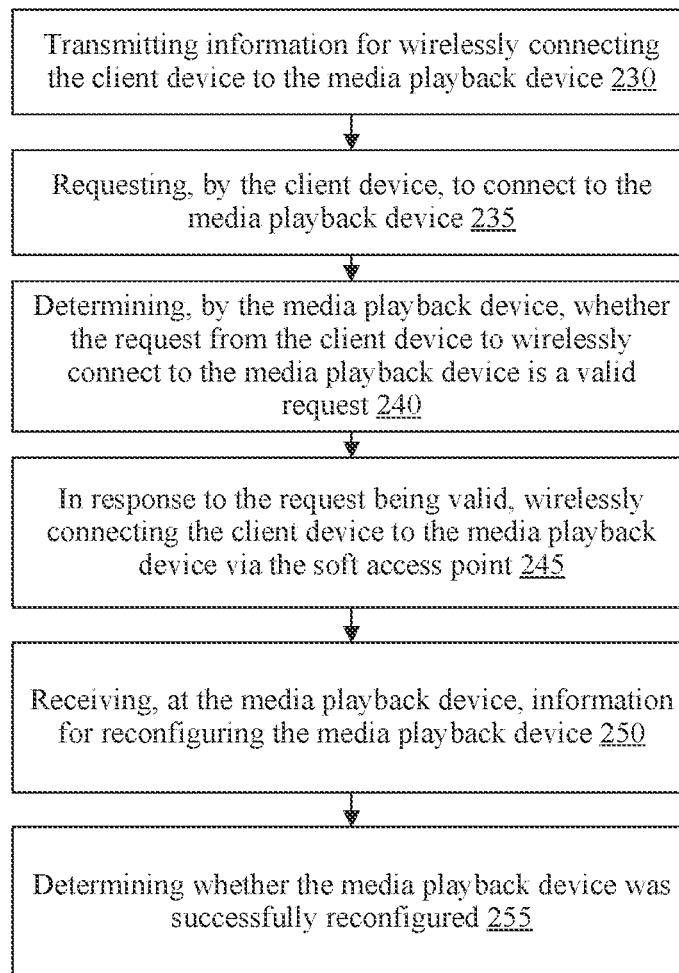 Transmitting information for wirelessly connecting
the client device to the media playback device 230
Requesting, by the client device, to connect to the
media playback device 235
Determining, by the media playback device, whether
the request from the client device to wirelessly
connect to the media playback device is a valid
request 240
In response to the request being valid, wirelessly
connecting the client device to the media playback
device via the soft access point 245
Receiving, at the media playback device, information
for reconfiguring the media playback device 250
Determining whether the media playback device was
successfully reconfigured 255